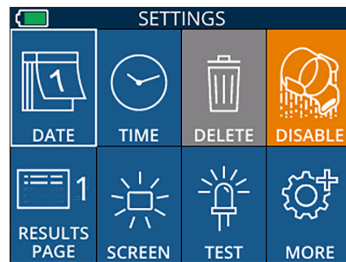 SETTINGS
1
DATE
TIME
DELETE
DISABLE
1
RESULTS
PAGE
SCREEN
TEST
MORE